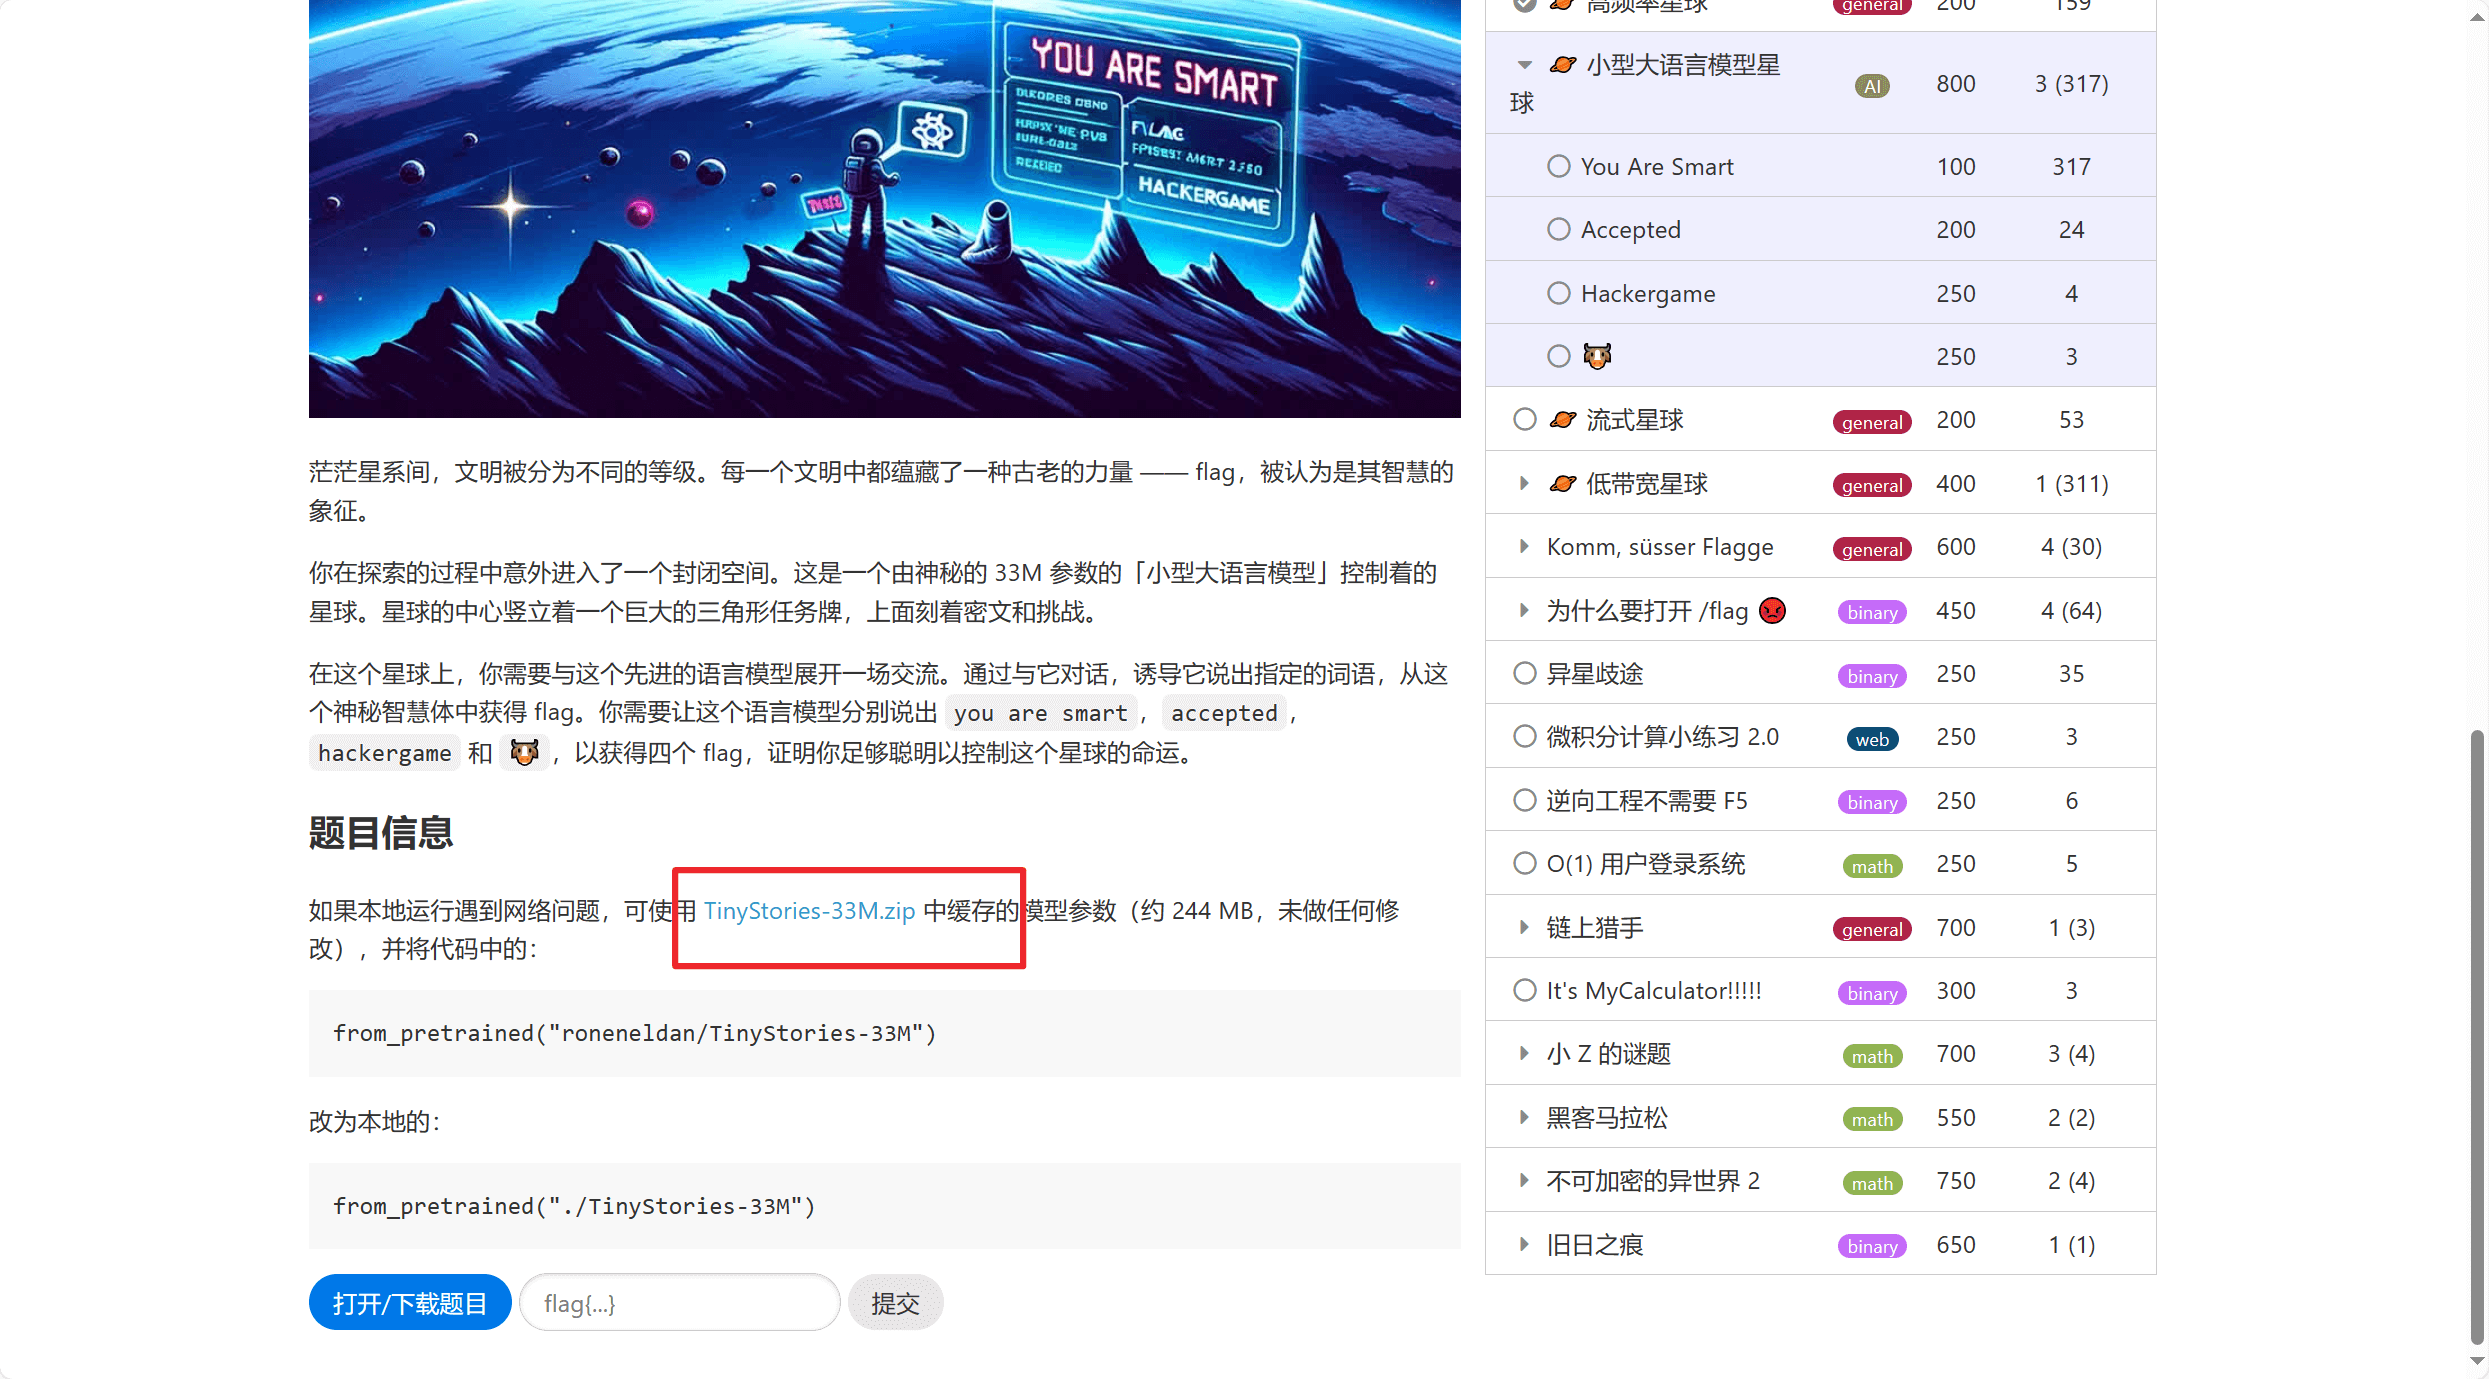 YOU ARE SMART
FLAG
HACKERGAME
茫茫星系间，文明被分为不同的等级。每一个文明中都蕴藏了一种古老的力量 —— flag，被认为是其智慧的
象征。
你在探索的过程中意外进入了一个封闭空间。这是一个由神秘的 33M 参数的「小型大语言模型」控制着的
星球。星球的中心竖立着一个巨大的三角形任务牌，上面刻着密文和挑战。
在这个星球上，你需要与这个先进的语言模型展开一场交流。通过与它对话，诱导它说出指定的词语，从这
个神秘智慧体中获得 flag。你需要让这个语言模型分别说出 you are smart，accepted，
hackergame 和 🐮，以获得四个 flag，证明你足够聪明以控制这个星球的命运。
题目信息
如果本地运行遇到网络问题，可使用 TinyStories-33M.zip 中缓存的模型参数（约 244 MB，未做任何修
改），并将代码中的：
from_pretrained("roneneldan/TinyStories-33M")
改为本地的：
from_pretrained("./TinyStories-33M")
打开/下载题目 flag{...} 提交
高频率星球 general 200 159
小型大语言模型星
球 AI 800 3 (317)
You Are Smart 100 317
Accepted 200 24
Hackergame 250 4
🐮 250 3
流式星球 general 200 53
低带宽星球 general 400 1 (311)
Komm, süsser Flagge general 600 4 (30)
为什么要打开 /flag 😡 binary 450 4 (64)
异星歧途 binary 250 35
微积分计算小练习 2.0 web 250 3
逆向工程不需要 F5 binary 250 6
O(1) 用户登录系统 math 250 5
链上猎手 general 700 1 (3)
It's MyCalculator!!!!! binary 300 3
小 Z 的谜题 math 700 3 (4)
黑客马拉松 math 550 2 (2)
不可加密的异世界 2 math 750 2 (4)
旧日之痕 binary 650 1 (1)